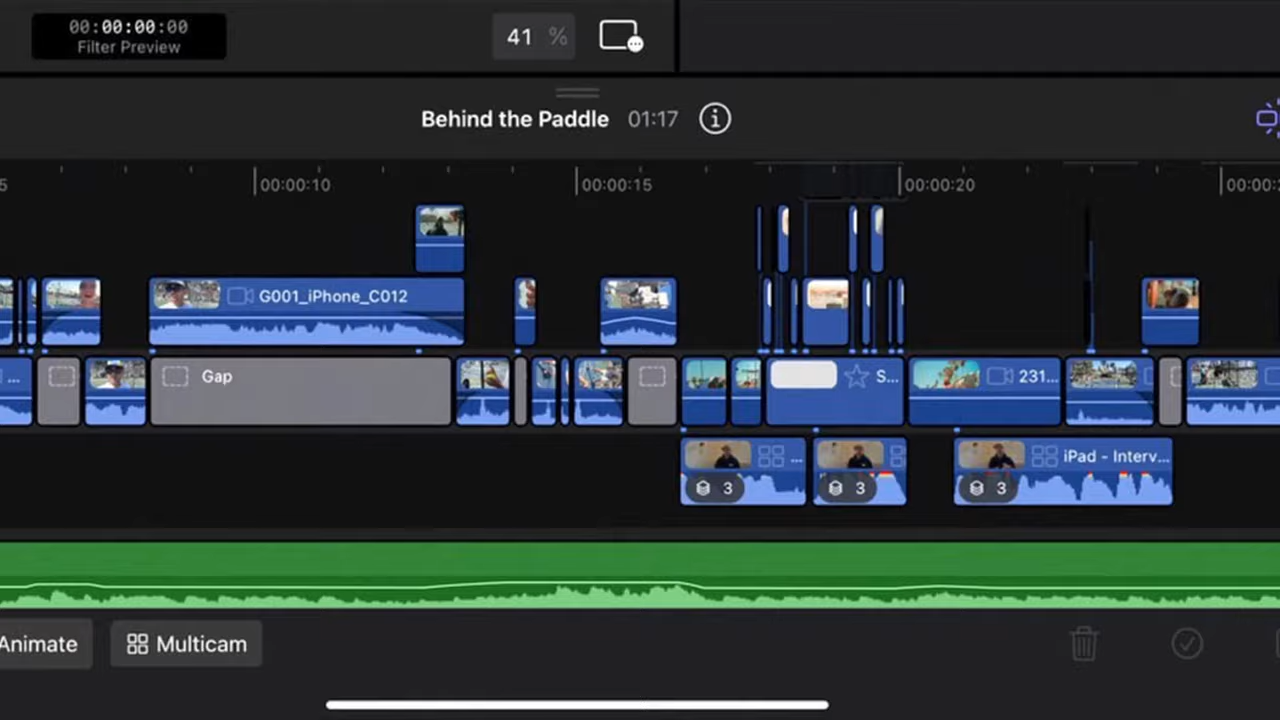 00:00:00:00
Filter Preview
41 %
Behind the Paddle 01:17
5 00:00:10 00:00:15 00:00:20 00:00:2
G001_iPhone_C012
... Gap S... 231...
... iPad - Interv...
3 3 3
Animate Multicam